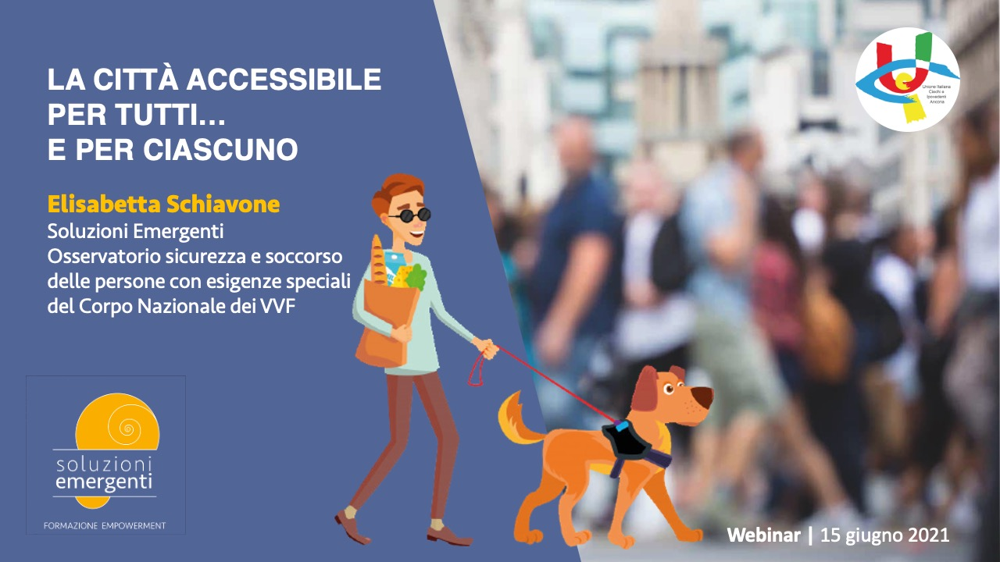 LA CITTÀ ACCESSIBILE
PER TUTTI...
E PER CIASCUNO
Elisabetta Schiavone
Soluzioni Emergenti
Osservatorio sicurezza e soccorso
delle persone con esigenze speciali
del Corpo Nazionale dei VVF
Unione Italiana
Ciechi e
Ipovedenti
Ancona
soluzioni
emergenti
FORMAZIONE EMPOWERMENT
Webinar | 15 giugno 2021